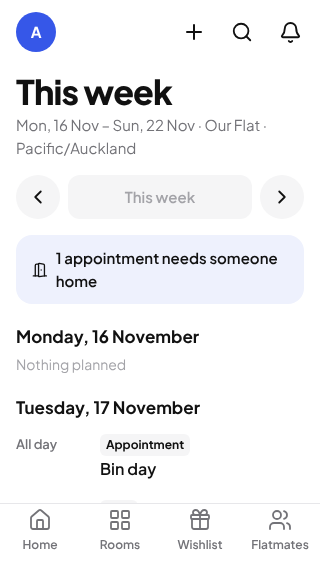 A
This week
Mon, 16 Nov – Sun, 22 Nov · Our Flat ·
Pacific/Auckland
This week
1 appointment needs someone
home
Monday, 16 November
Nothing planned
Tuesday, 17 November
All day
Appointment
Bin day
Home
Rooms
Wishlist
Flatmates